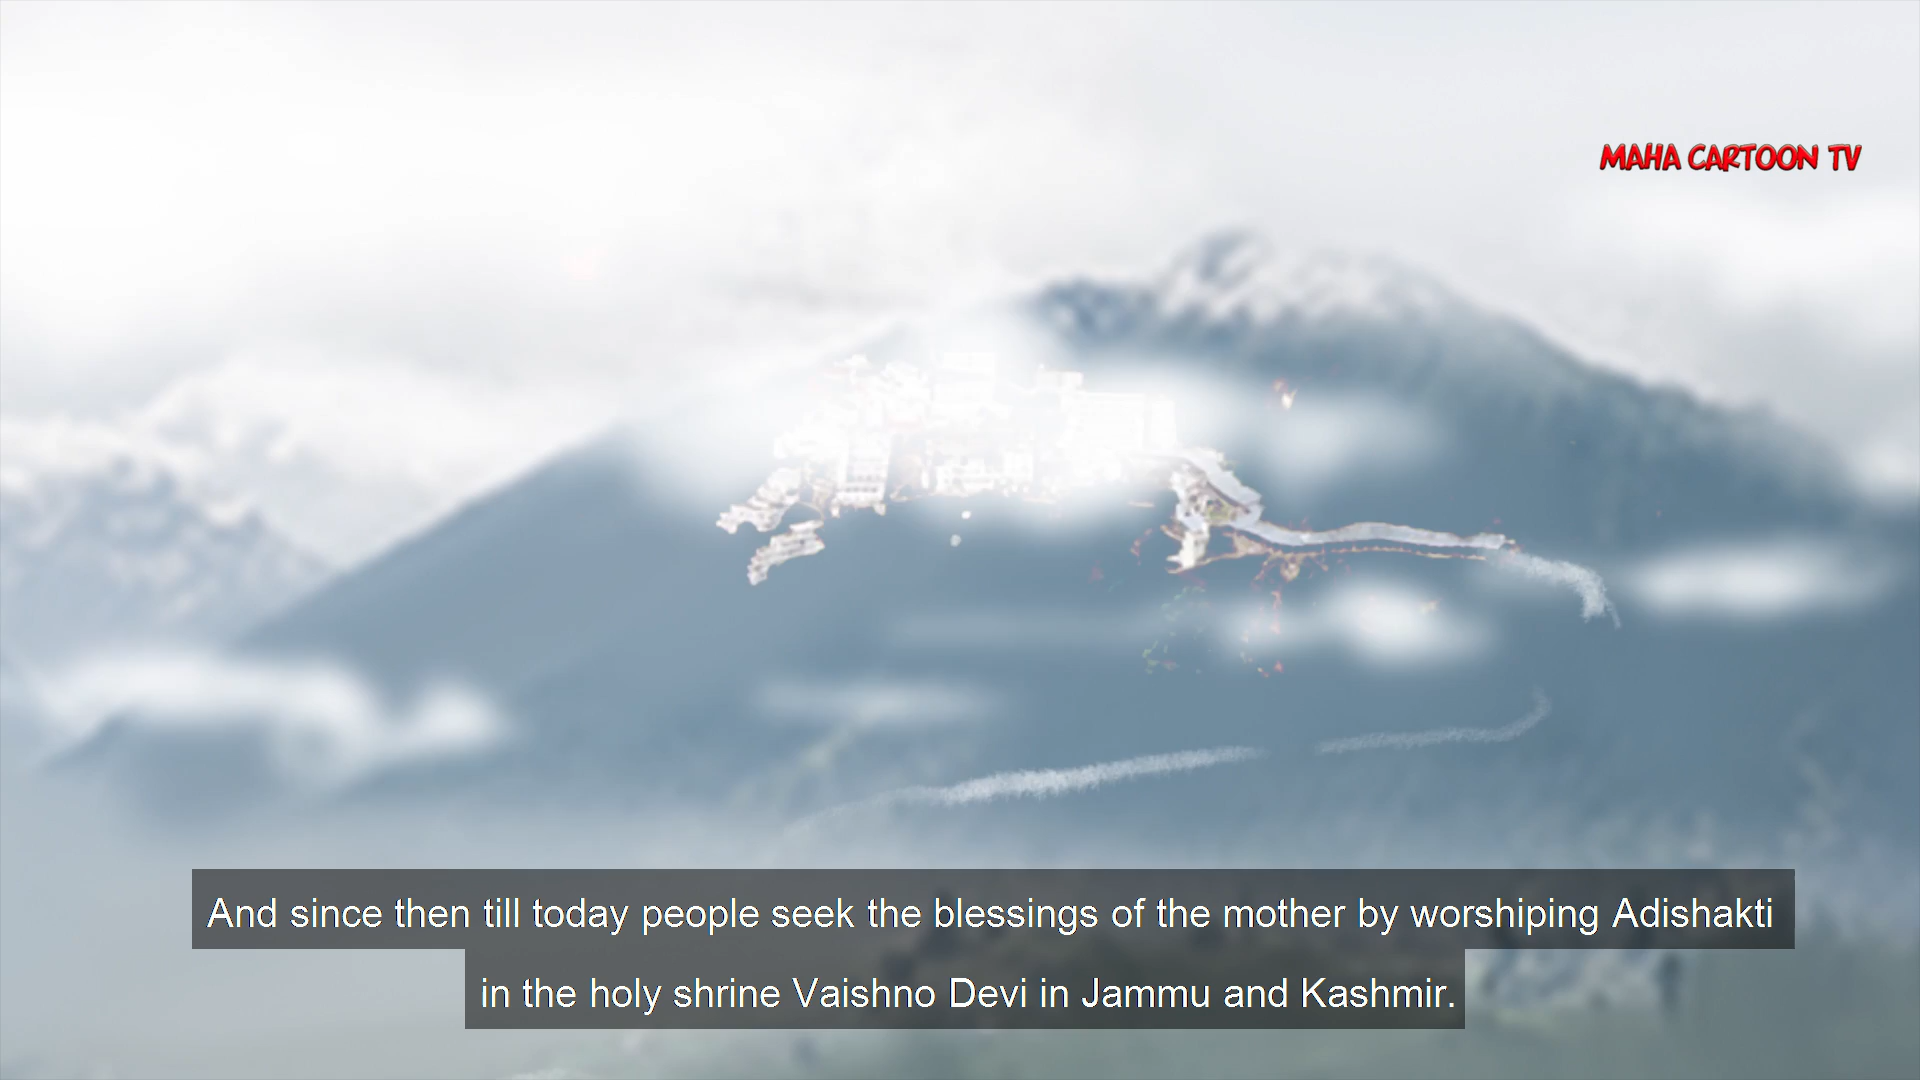 MAHA CARTOON TV
And since then till today people seek the blessings of the mother by worshiping Adishakti
in the holy shrine Vaishno Devi in Jammu and Kashmir.